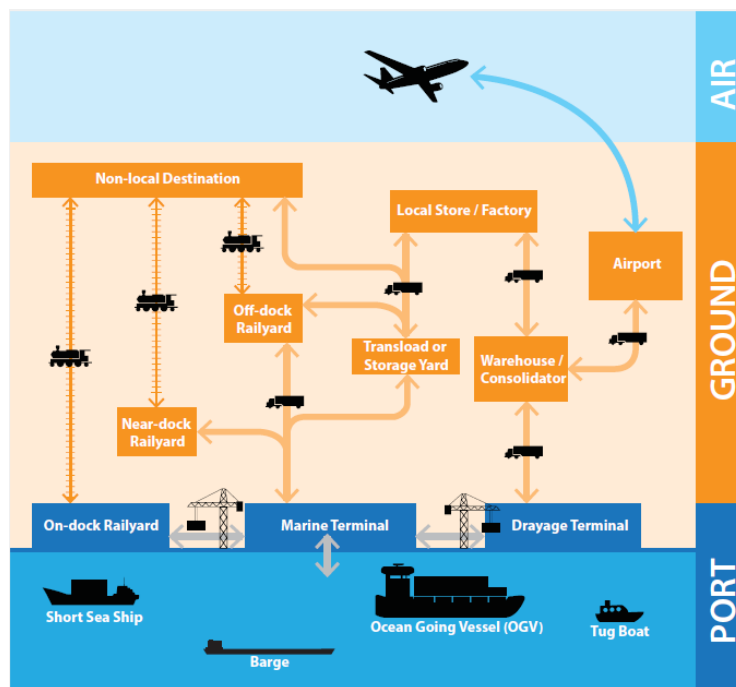 AIR
Non-local Destination
Local Store / Factory
Airport
Off-dock
Railyard
Transload or
Storage Yard
Warehouse /
Consolidator
GROUND
Near-dock
Railyard
On-dock Railyard
Marine Terminal
Drayage Terminal
PORT
Short Sea Ship
Ocean Going Vessel (OGV)
Tug Boat
Barge